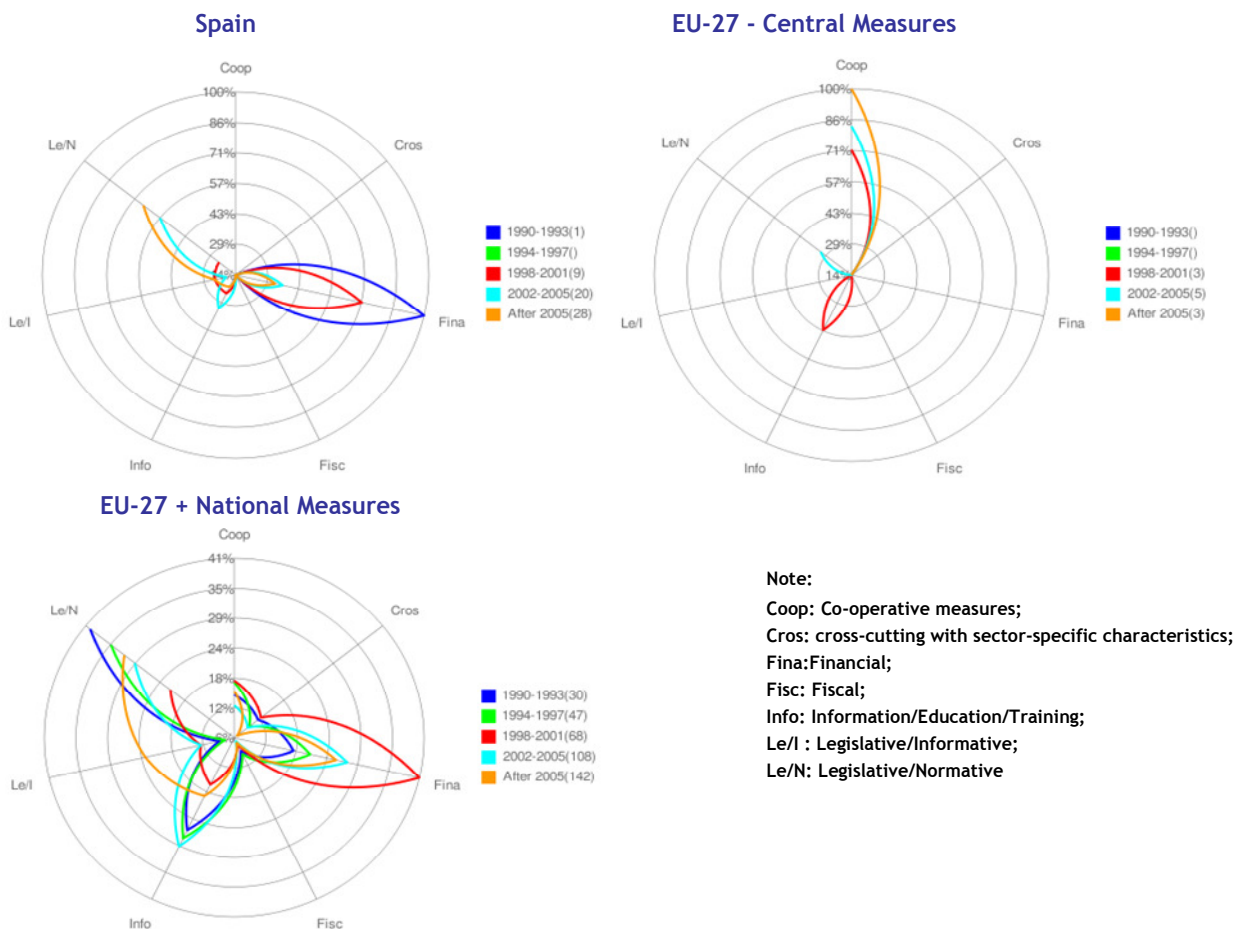 Spain
Coop
100%
86%
71%
57%
43%
29%
Cros
Fina
Fisc
Info
Le/I
Le/N
1990-1993(1)
1994-1997()
1998-2001(9)
2002-2005(20)
After 2005(28)
EU-27 - Central Measures
Coop
100%
86%
71%
57%
43%
29%
14%
Cros
Fina
Fisc
Info
Le/I
Le/N
1990-1993()
1994-1997()
1998-2001(3)
2002-2005(5)
After 2005(3)
EU-27 + National Measures
Coop
41%
35%
29%
24%
18%
12%
6%
Cros
Fina
Fisc
Info
Le/I
Le/N
1990-1993(30)
1994-1997(47)
1998-2001(68)
2002-2005(108)
After 2005(142)
Note:
Coop: Co-operative measures;
Cros: cross-cutting with sector-specific characteristics;
Fina:Financial;
Fisc: Fiscal;
Info: Information/Education/Training;
Le/I : Legislative/Informative;
Le/N: Legislative/Normative